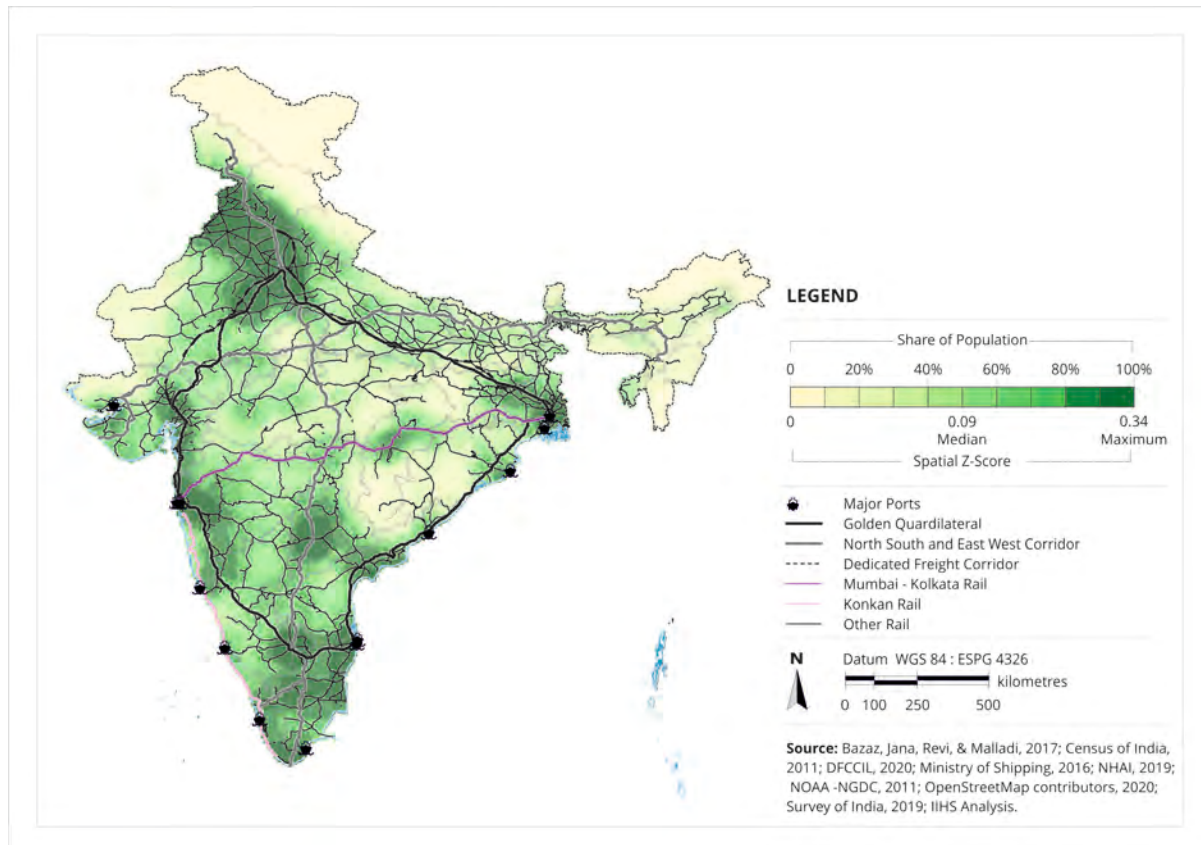 LEGEND
Share of Population
0 20% 40% 60% 80% 100%
0 0.09 0.34
Median Maximum
Spatial Z-Score
Major Ports
Golden Quardilateral
North South and East West Corridor
Dedicated Freight Corridor
Mumbai - Kolkata Rail
Konkan Rail
Other Rail
N
Datum WGS 84 : ESPG 4326
kilometres
0 100 250 500
Source: Bazaz, Jana, Revi, & Malladi, 2017; Census of India,
2011; DFCCIL, 2020; Ministry of Shipping, 2016; NHAI, 2019;
NOAA -NGDC, 2011; OpenStreetMap contributors, 2020;
Survey of India, 2019; IIHS Analysis.